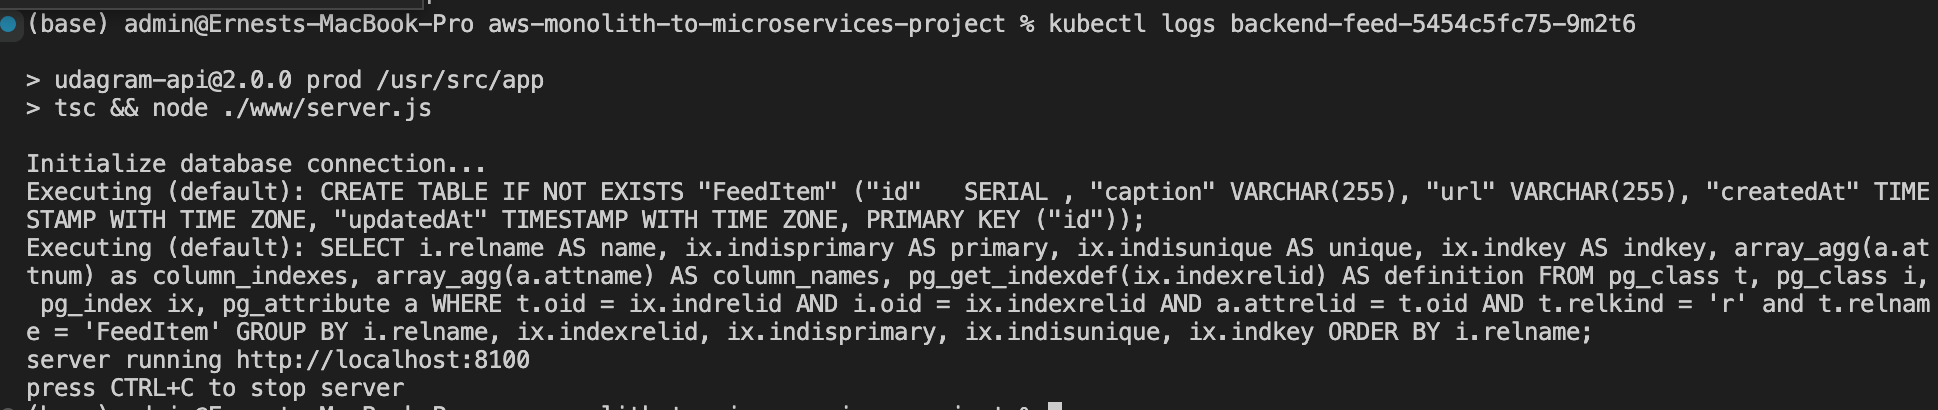 (base) admin@Ernests-MacBook-Pro aws-monolith-to-microservices-project % kubectl logs backend-feed-5454c5fc75-9m2t6
> udagram-api@2.0.0 prod /usr/src/app
> tsc && node ./www/server.js
Initialize database connection...
Executing (default): CREATE TABLE IF NOT EXISTS "FeedItem" ("id"   SERIAL , "caption" VARCHAR(255), "url" VARCHAR(255), "createdAt" TIME
STAMP WITH TIME ZONE, "updatedAt" TIMESTAMP WITH TIME ZONE, PRIMARY KEY ("id"));
Executing (default): SELECT i.relname AS name, ix.indisprimary AS primary, ix.indisunique AS unique, ix.indkey AS indkey, array_agg(a.at
tnum) as column_indexes, array_agg(a.attname) AS column_names, pg_get_indexdef(ix.indexrelid) AS definition FROM pg_class t, pg_class i,
 pg_index ix, pg_attribute a WHERE t.oid = ix.indrelid AND i.oid = ix.indexrelid AND a.attrelid = t.oid AND t.relkind = 'r' and t.relnam
e = 'FeedItem' GROUP BY i.relname, ix.indexrelid, ix.indisprimary, ix.indisunique, ix.indkey ORDER BY i.relname;
server running http://localhost:8100
press CTRL+C to stop server